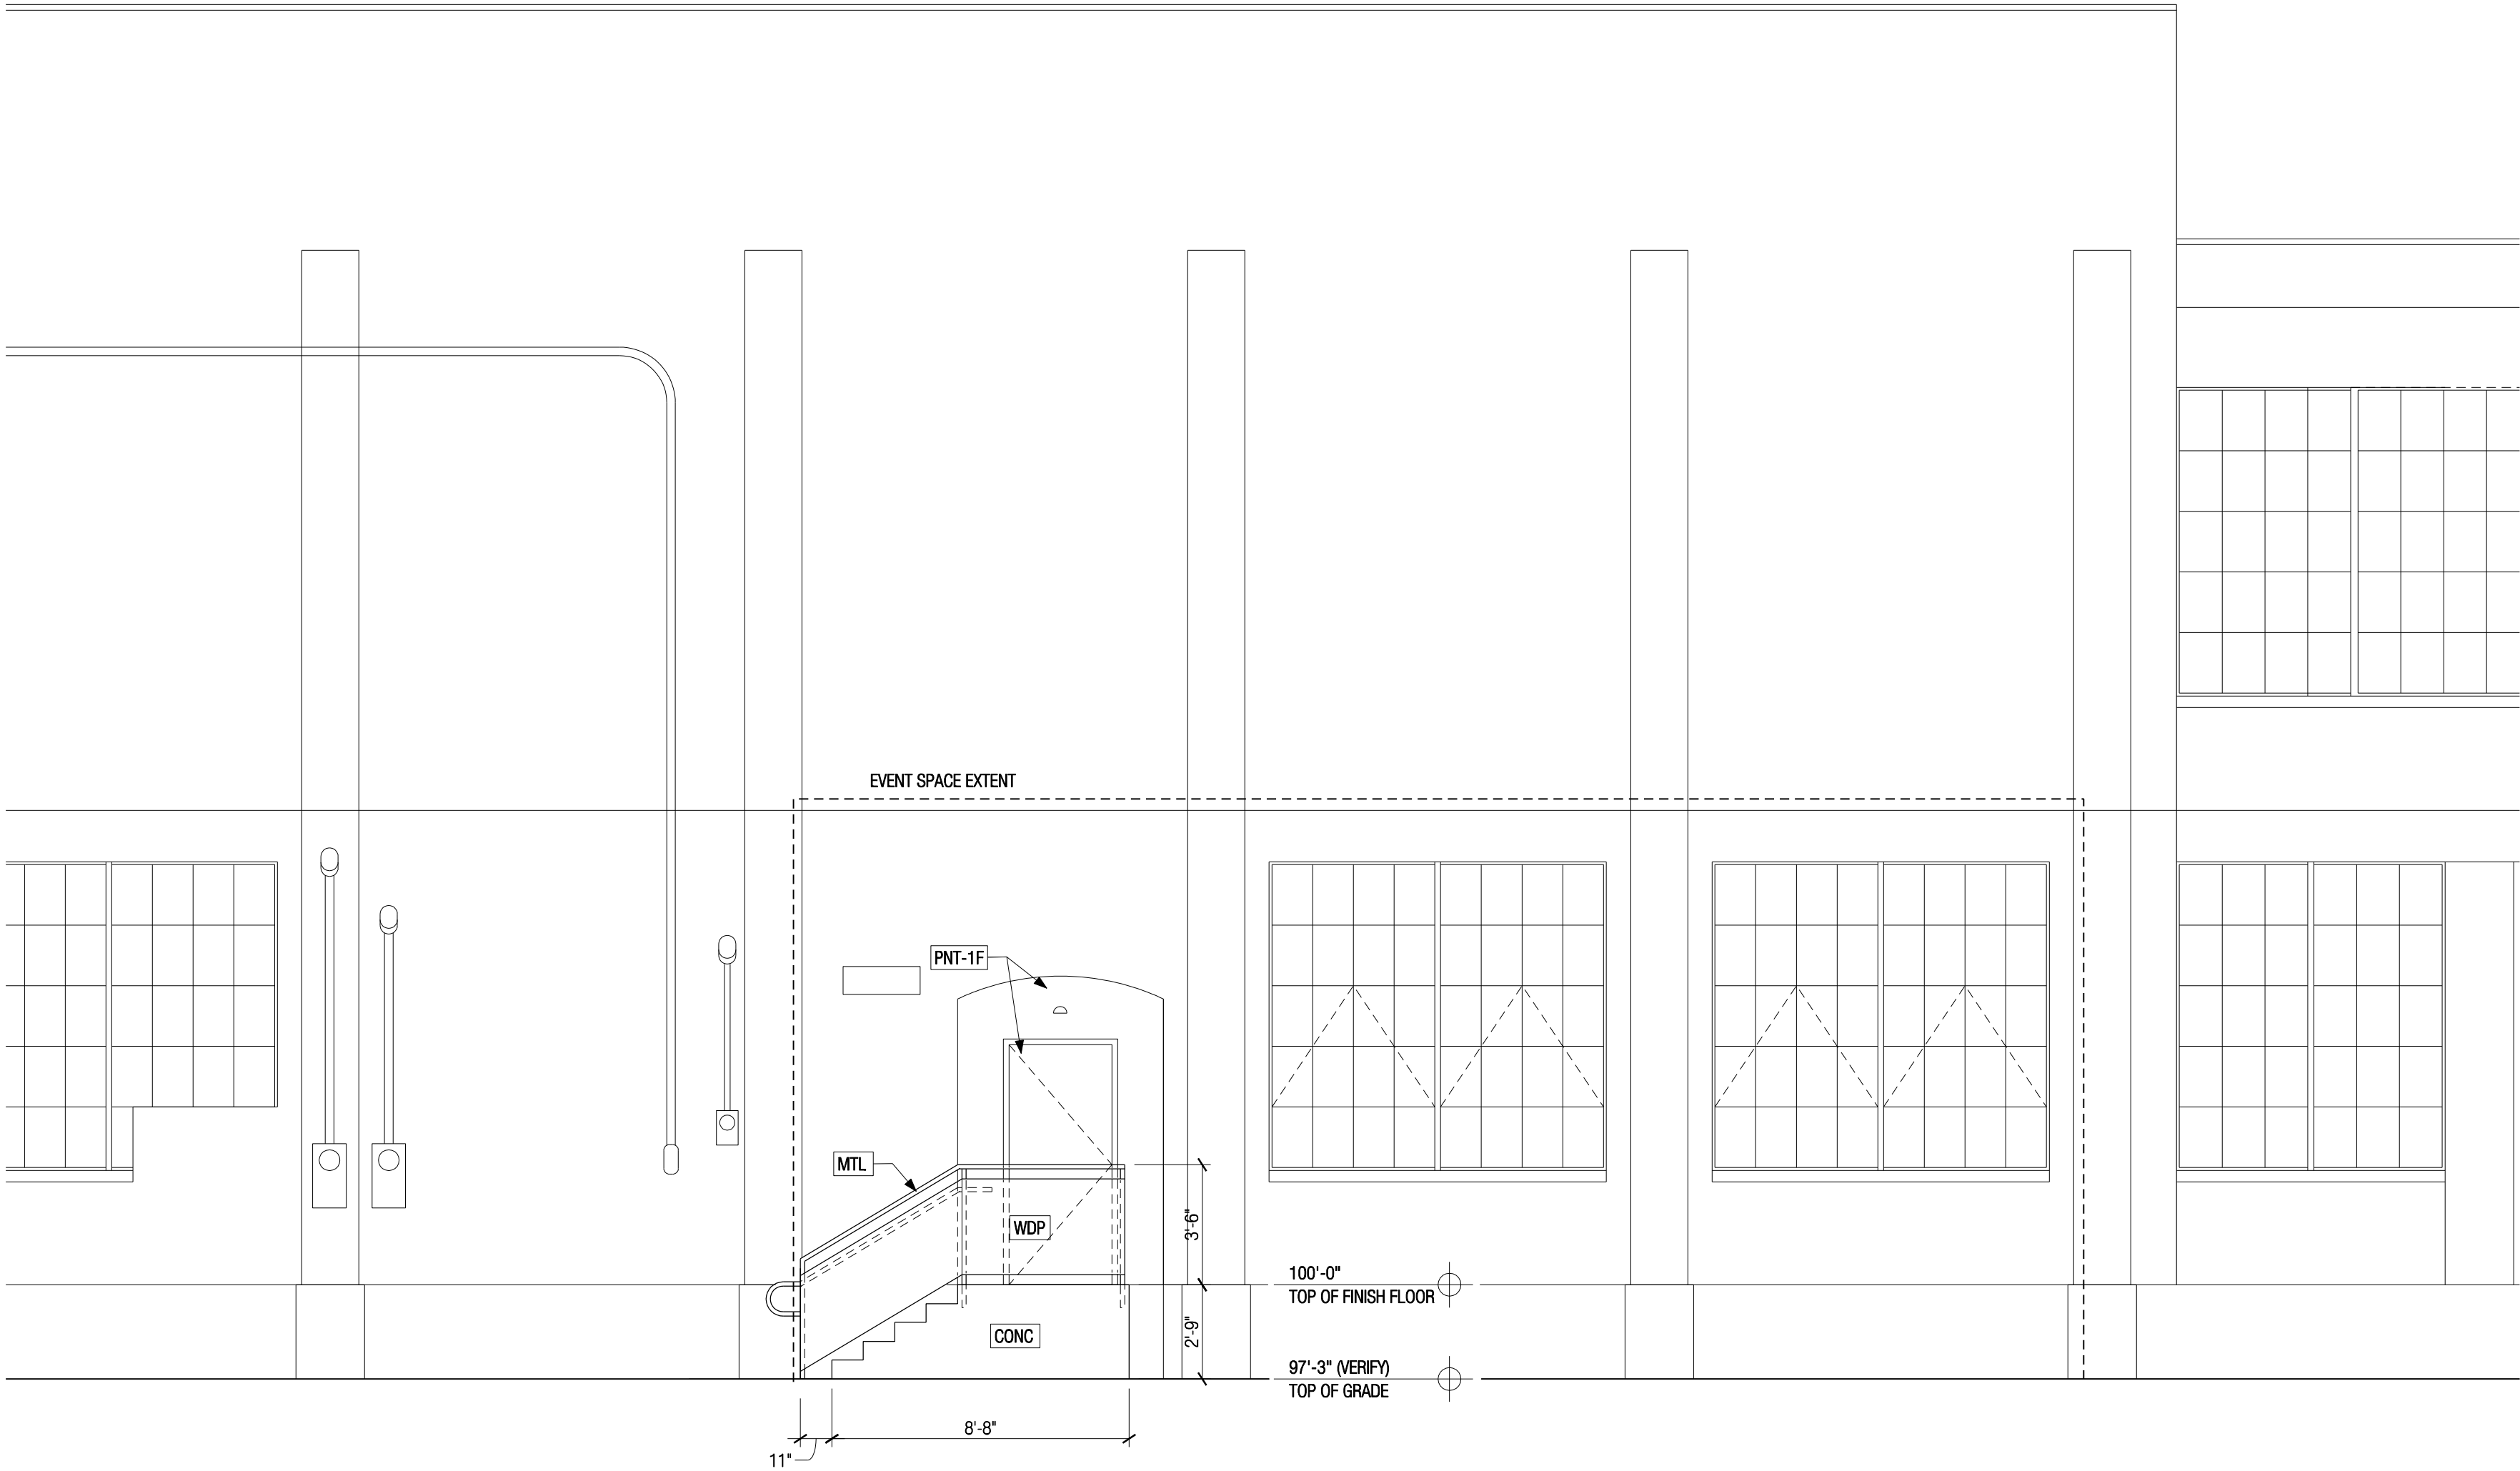 EVENT SPACE EXTENT
PNT-1F
MTL
WDP
3'-6"
100'-0"
TOP OF FINISH FLOOR
CONC
2'-9"
97'-3" (VERIFY)
TOP OF GRADE
8'-8"
11"